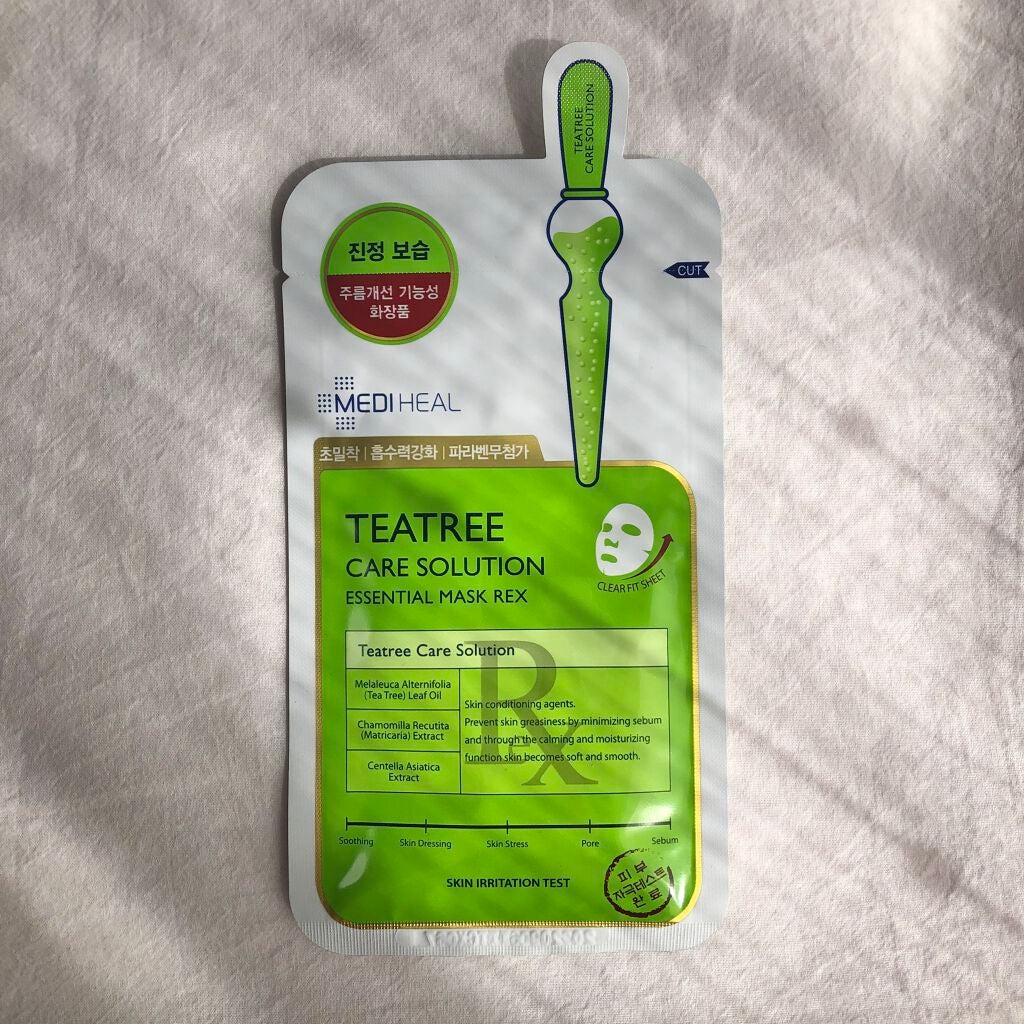 TEATREE
CARE SOLUTION
진정 보습
주름개선 기능성
화장품
CUT
MEDIHEAL
초밀착 | 흡수력강화 | 파라벤무첨가
TEATREE
CARE SOLUTION
ESSENTIAL MASK REX
CLEAR FIT SHEET
Teatree Care Solution
Rx
Melaleuca Alternifolia
(Tea Tree) Leaf Oil
Chamomilla Recutita
(Matricaria) Extract
Centella Asiatica
Extract
Skin conditioning agents.
Prevent skin greasiness by minimizing sebum
and through the calming and moisturizing
function skin becomes soft and smooth.
Soothing Skin Dressing Skin Stress Pore Sebum
SKIN IRRITATION TEST
피부
자극테스트
완료